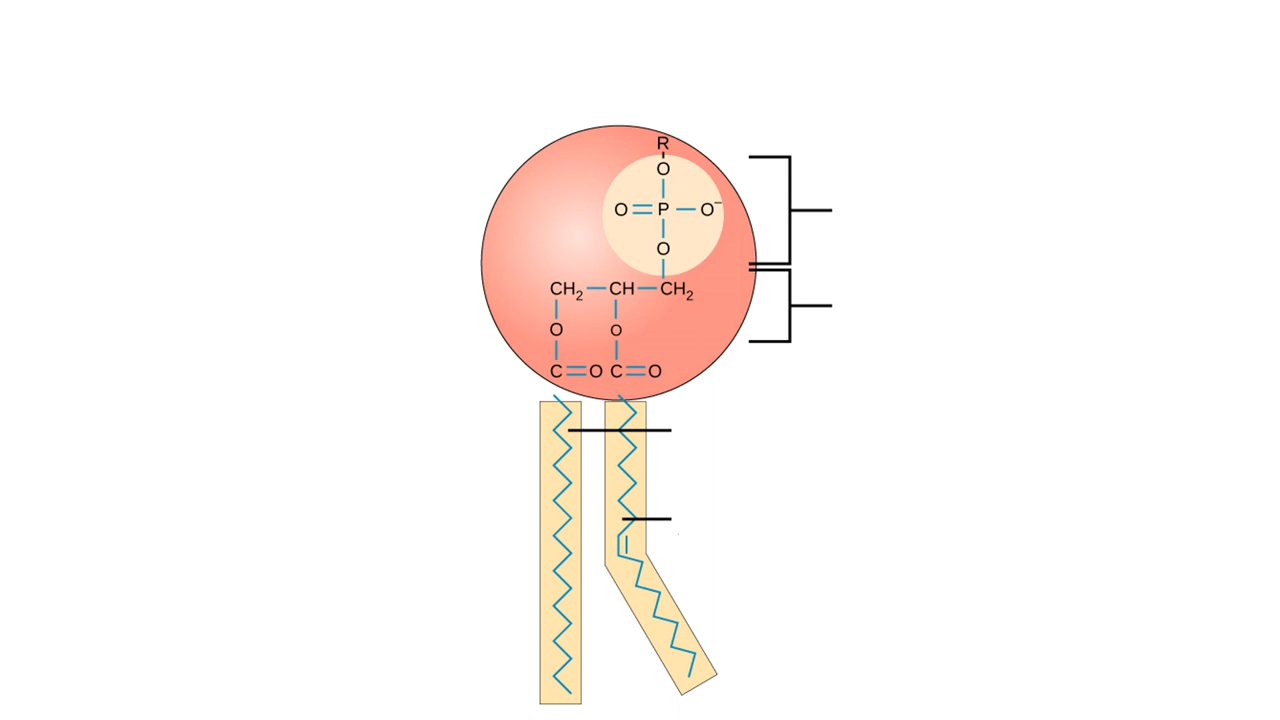 R
O
O P O⁻
O
CH₂ CH CH₂
O O
C O C O